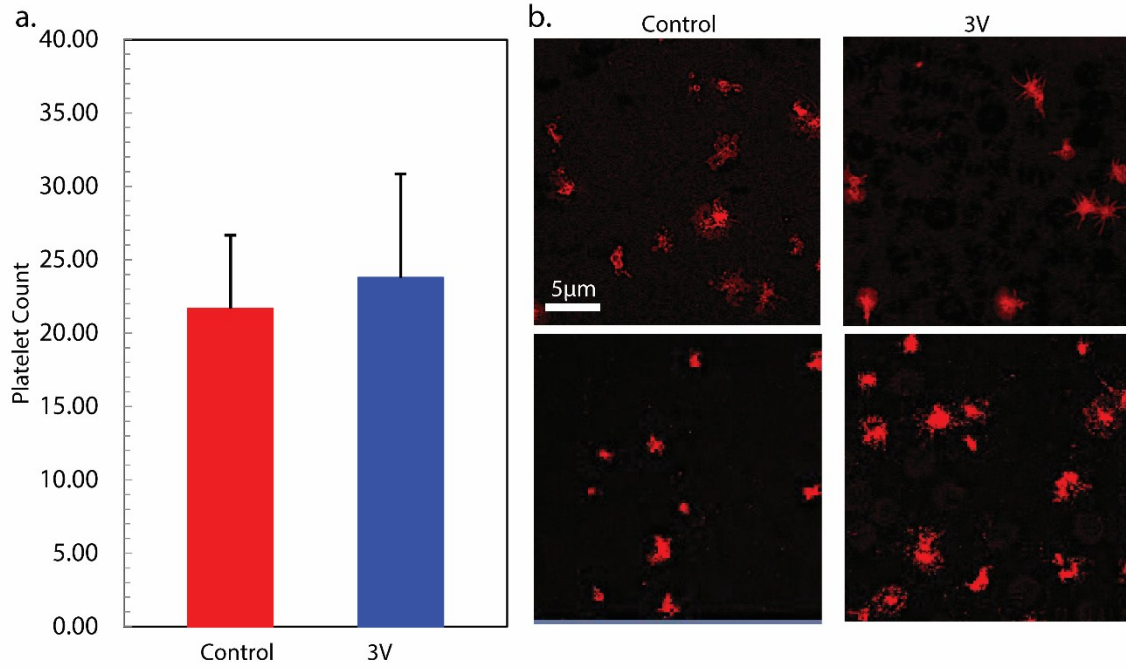 a.
40.00
35.00
30.00
25.00
20.00
15.00
10.00
5.00
0.00
Platelet Count
Control 3V
b.
Control 3V
5µm